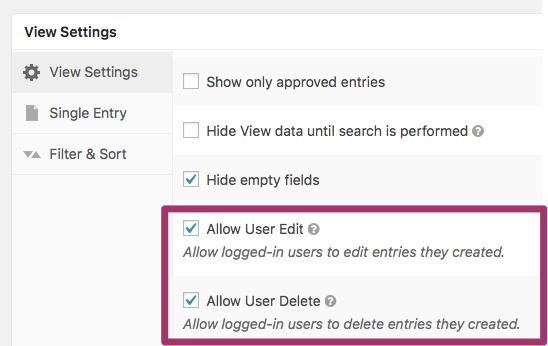 View Settings
View Settings
Single Entry
Filter & Sort
Show only approved entries
Hide View data until search is performed ?
Hide empty fields
Allow User Edit ?
Allow logged-in users to edit entries they created.
Allow User Delete ?
Allow logged-in users to delete entries they created.